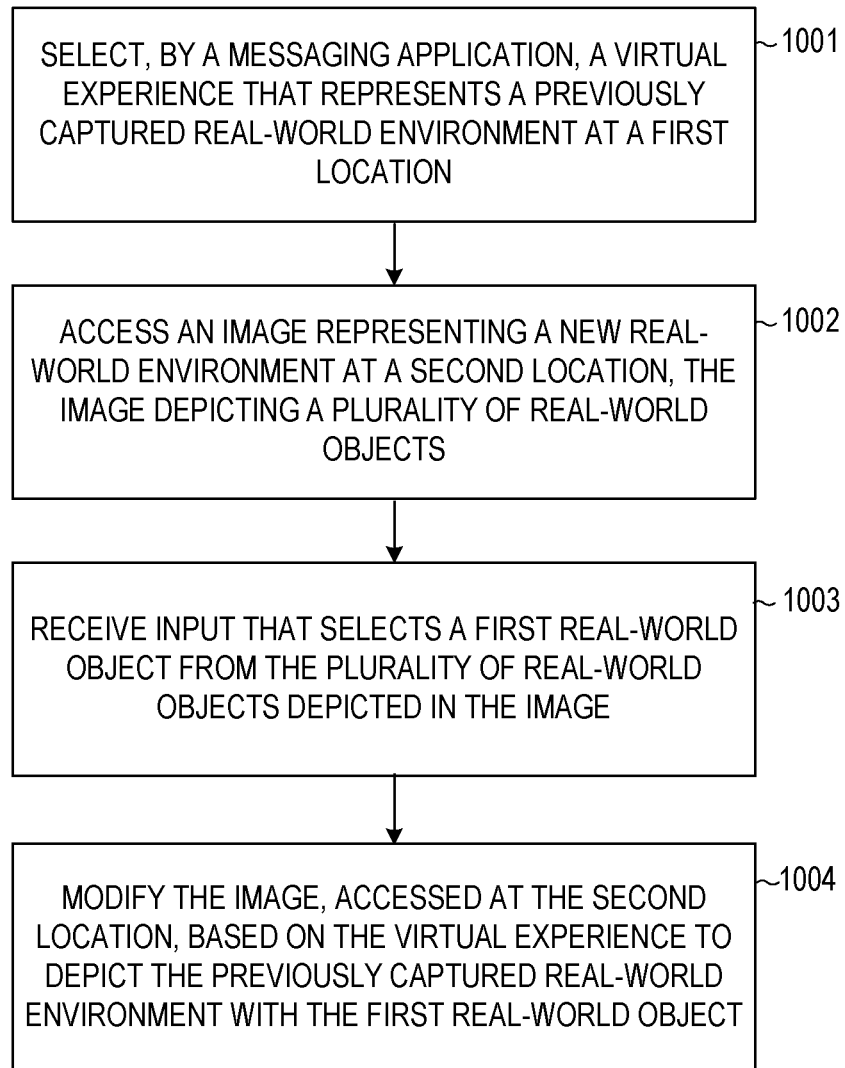 SELECT, BY A MESSAGING APPLICATION, A VIRTUAL
EXPERIENCE THAT REPRESENTS A PREVIOUSLY
CAPTURED REAL-WORLD ENVIRONMENT AT A FIRST
LOCATION
1001
ACCESS AN IMAGE REPRESENTING A NEW REAL-
WORLD ENVIRONMENT AT A SECOND LOCATION, THE
IMAGE DEPICTING A PLURALITY OF REAL-WORLD
OBJECTS
1002
RECEIVE INPUT THAT SELECTS A FIRST REAL-WORLD
OBJECT FROM THE PLURALITY OF REAL-WORLD
OBJECTS DEPICTED IN THE IMAGE
1003
MODIFY THE IMAGE, ACCESSED AT THE SECOND
LOCATION, BASED ON THE VIRTUAL EXPERIENCE TO
DEPICT THE PREVIOUSLY CAPTURED REAL-WORLD
ENVIRONMENT WITH THE FIRST REAL-WORLD OBJECT
1004